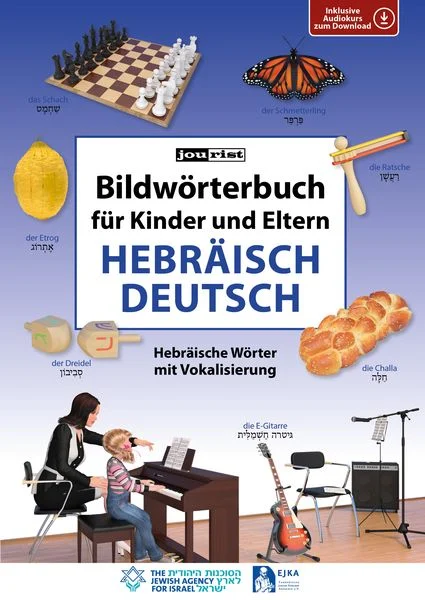 Inklusive
Audiokurs
zum Download
das Schach
שַׁחְמָט
der Schmetterling
פַּרְפַּר
jourist
die Ratsche
רַעֲשָׁן
Bildwörterbuch
für Kinder und Eltern
HEBRÄISCH
DEUTSCH
der Etrog
אֶתְרוֹג
Hebräische Wörter
mit Vokalisierung
der Dreidel
סְבִיבוֹן
die Challa
חַלָּה
die E-Gitarre
גִּיטָרָה חַשְׁמַלִּית
THE הסוכנות היהודית
JEWISH AGENCY לארץ
FOR ISRAEL ישראל
EJKA